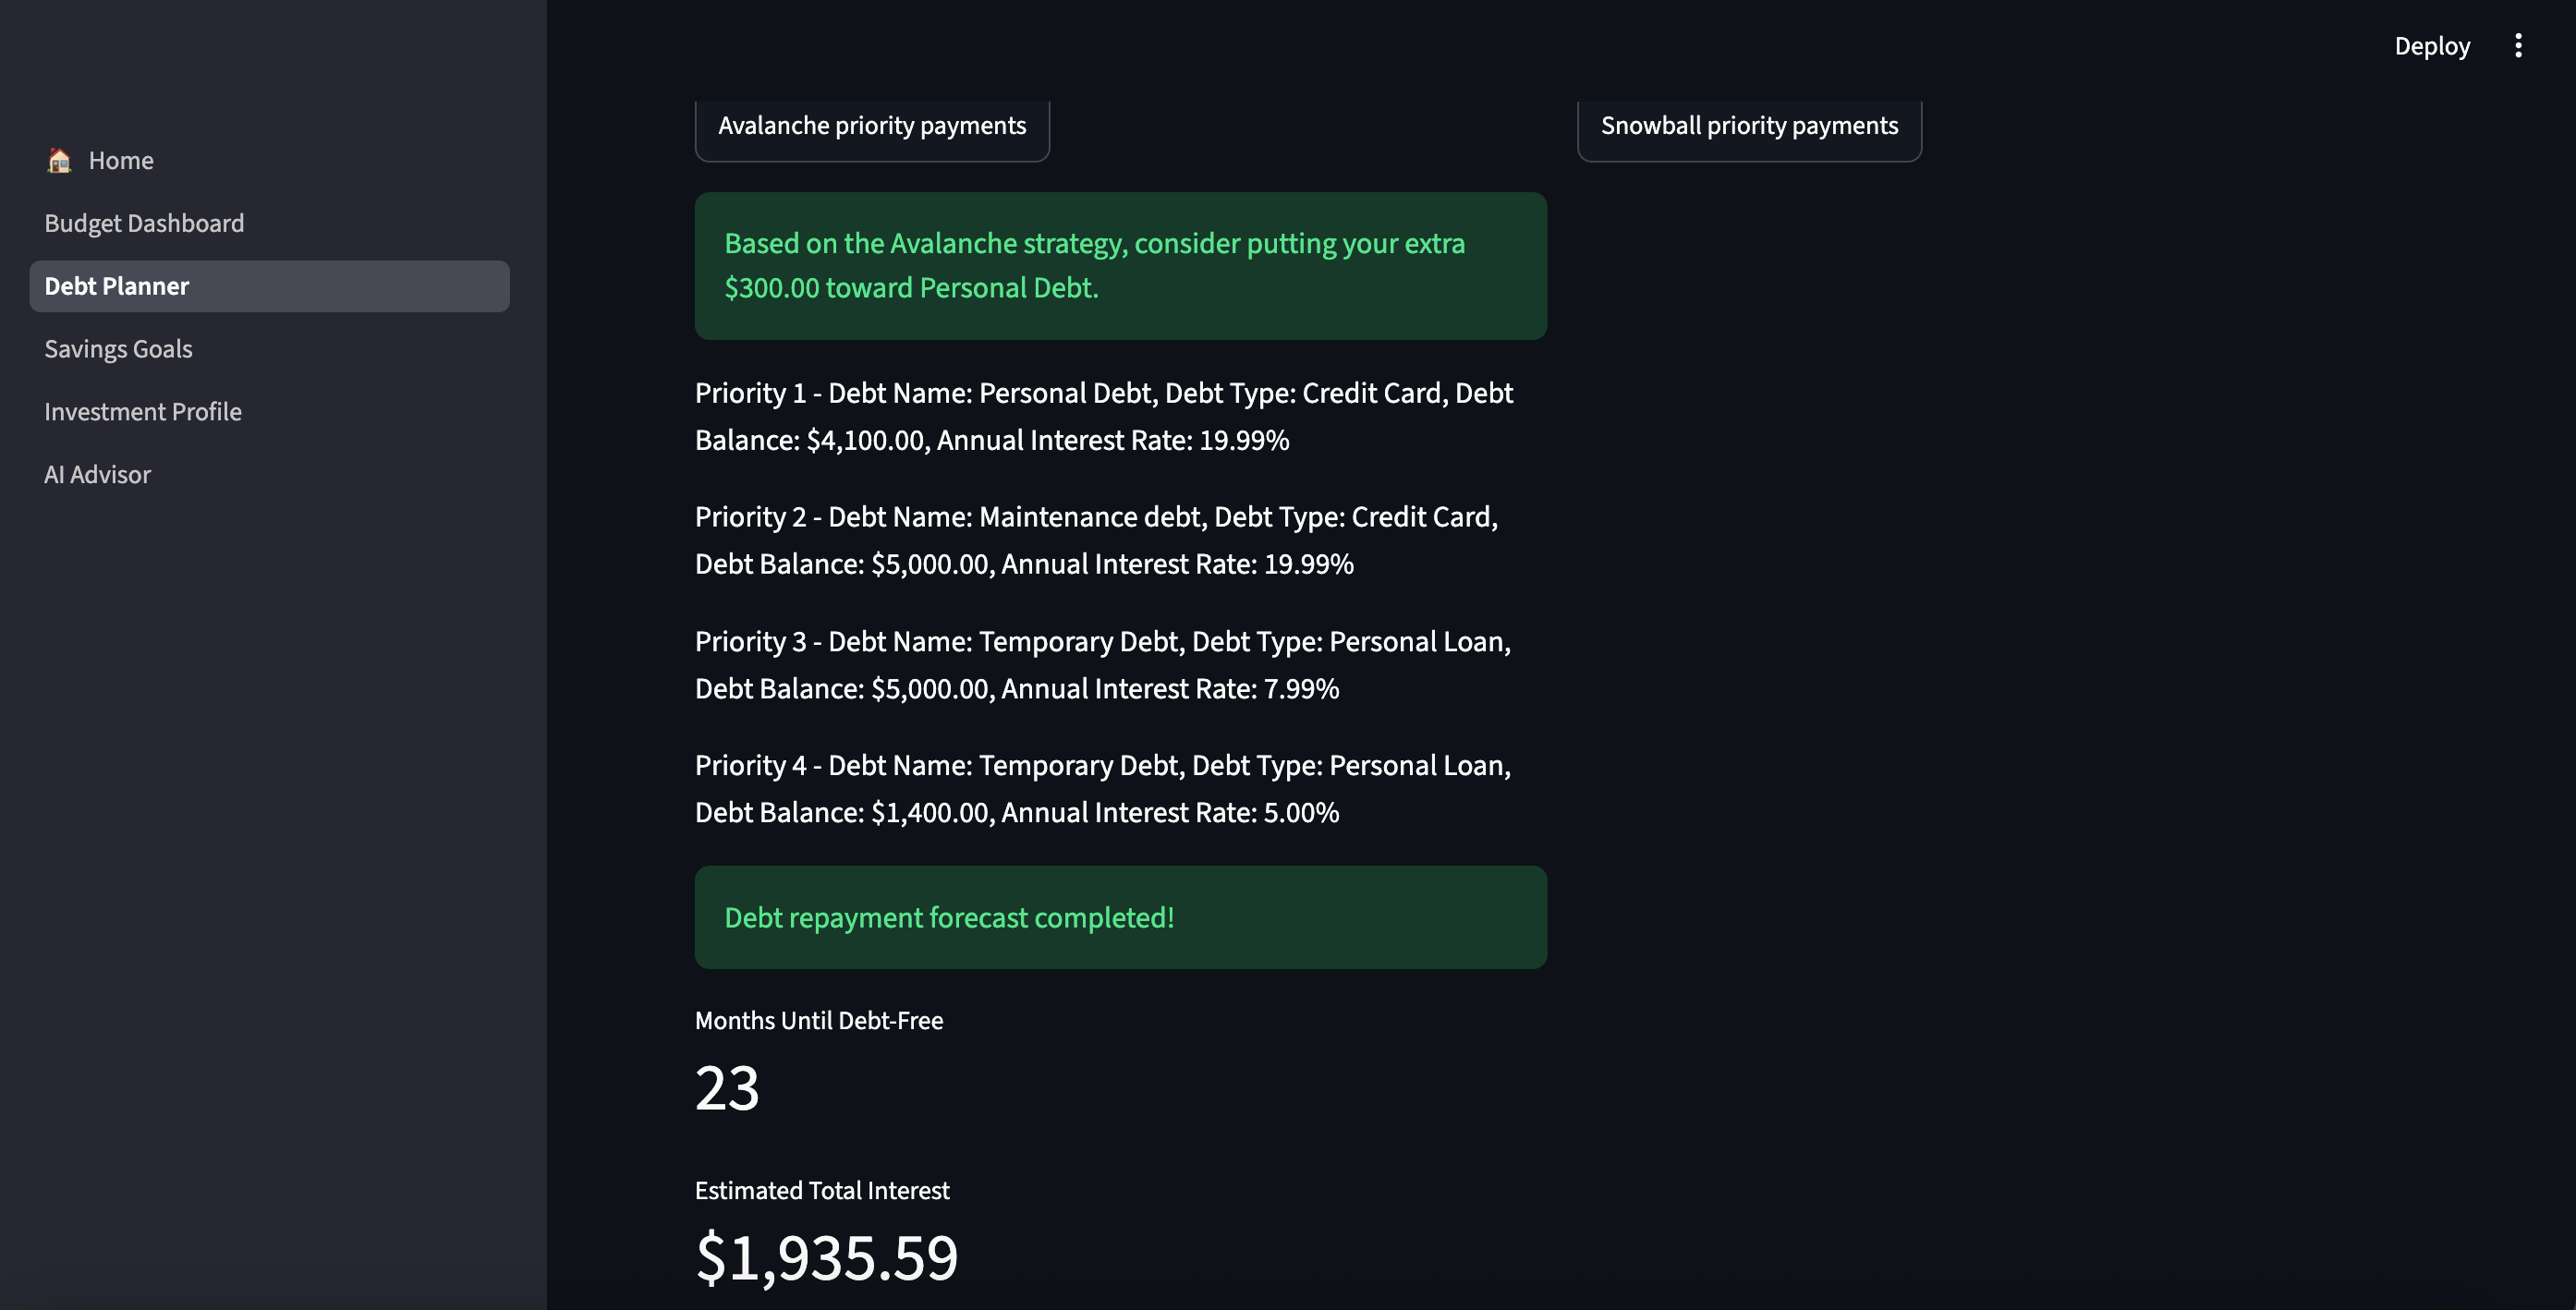 Deploy
Home
Budget Dashboard
Debt Planner
Savings Goals
Investment Profile
AI Advisor
Avalanche priority payments
Snowball priority payments
Based on the Avalanche strategy, consider putting your extra
$300.00 toward Personal Debt.
Priority 1 - Debt Name: Personal Debt, Debt Type: Credit Card, Debt
Balance: $4,100.00, Annual Interest Rate: 19.99%
Priority 2 - Debt Name: Maintenance debt, Debt Type: Credit Card,
Debt Balance: $5,000.00, Annual Interest Rate: 19.99%
Priority 3 - Debt Name: Temporary Debt, Debt Type: Personal Loan,
Debt Balance: $5,000.00, Annual Interest Rate: 7.99%
Priority 4 - Debt Name: Temporary Debt, Debt Type: Personal Loan,
Debt Balance: $1,400.00, Annual Interest Rate: 5.00%
Debt repayment forecast completed!
Months Until Debt-Free
23
Estimated Total Interest
$1,935.59